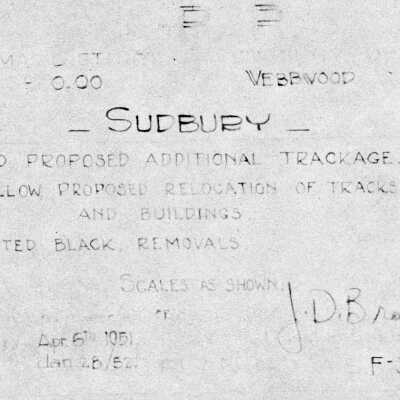 0.00 WEBBWOOD
— SUDBURY —
PROPOSED ADDITIONAL TRACKAGE.
LLOW PROPOSED RELOCATION OF TRACKS
AND BUILDINGS
TED BLACK, REMOVALS
SCALES AS SHOWN.
J.D.Bro
Apr. 6TH 1951.
Jan 28/52.
F-